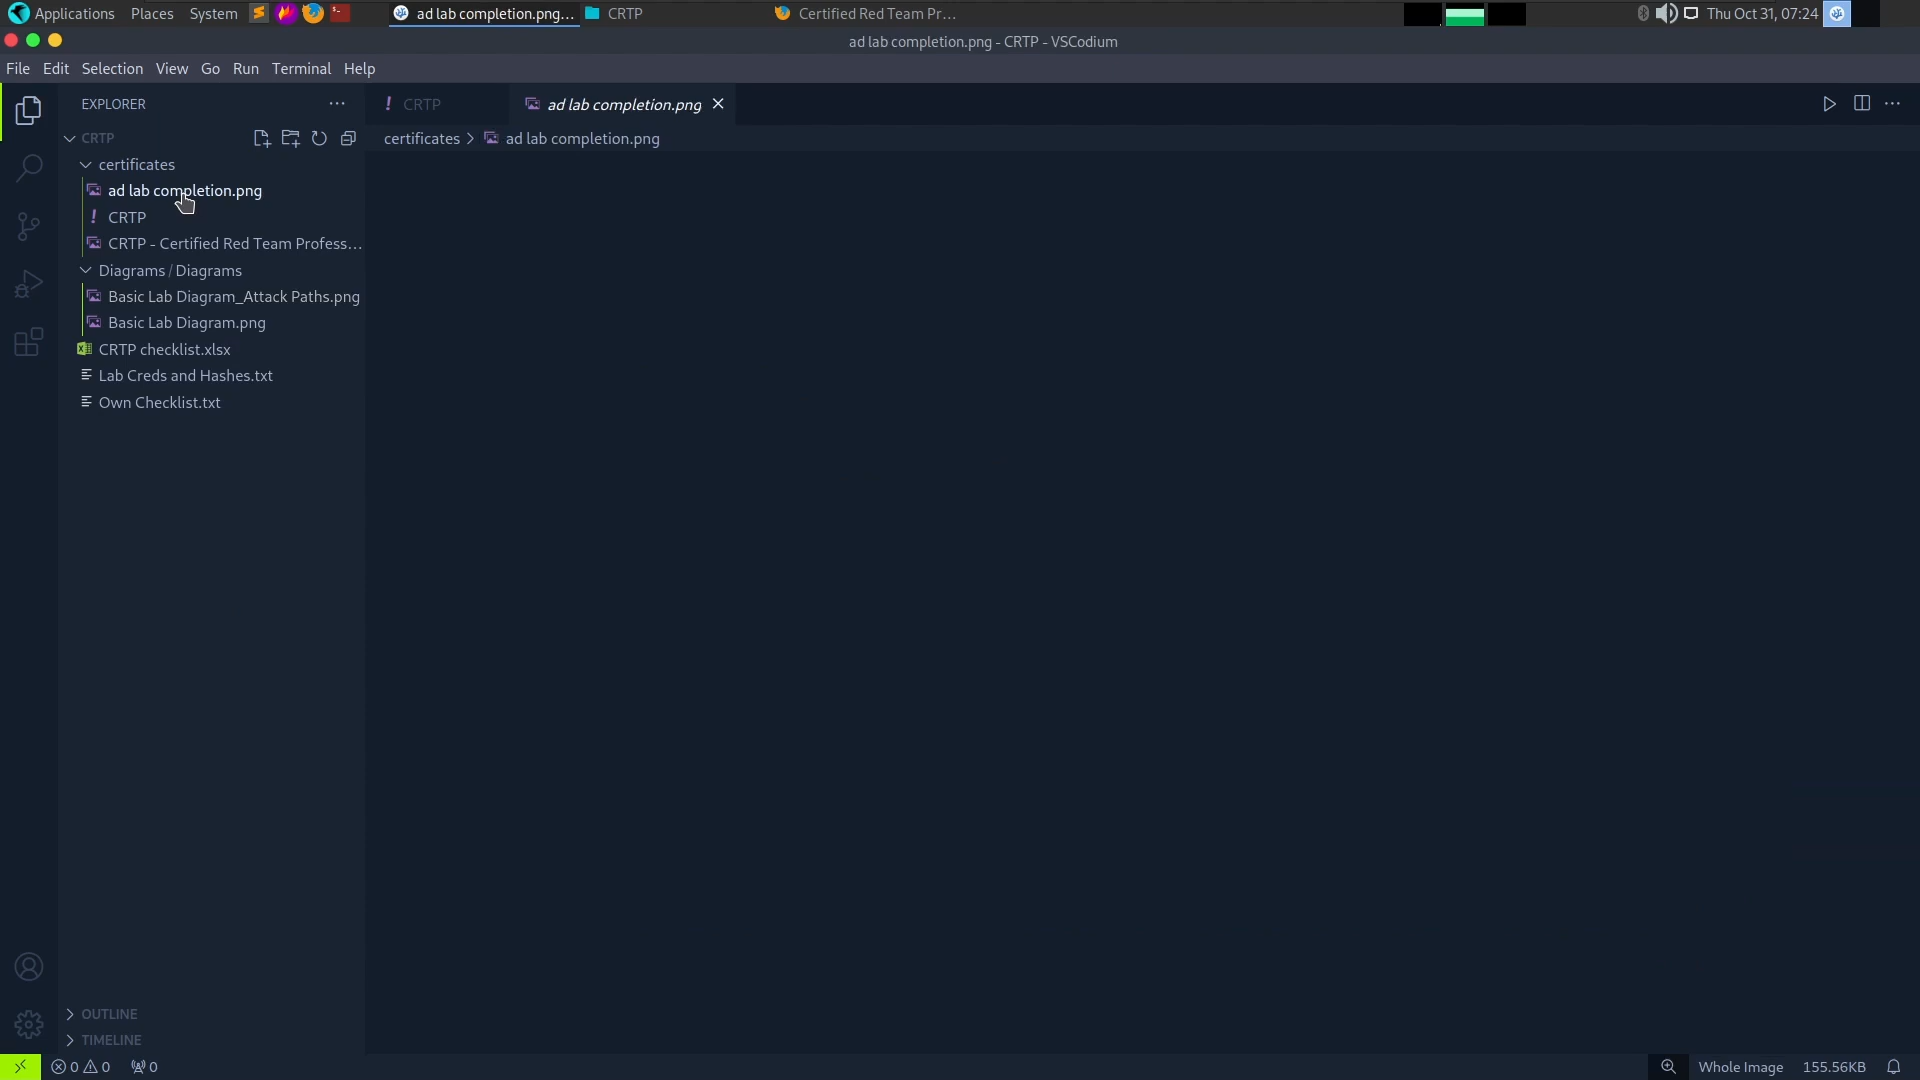 Applications Places System ad lab completion.png... CRTP Certified Red Team Pr... Thu Oct 31, 07:24
ad lab completion.png - CRTP - VSCodium
File Edit Selection View Go Run Terminal Help
EXPLORER
! CRTP
ad lab completion.png
CRTP
certificates > ad lab completion.png
certificates
ad lab completion.png
! CRTP
CRTP - Certified Red Team Profess...
Diagrams / Diagrams
Basic Lab Diagram_Attack Paths.png
Basic Lab Diagram.png
CRTP checklist.xlsx
Lab Creds and Hashes.txt
Own Checklist.txt
OUTLINE
TIMELINE
0 0 0 Whole Image 155.56KB